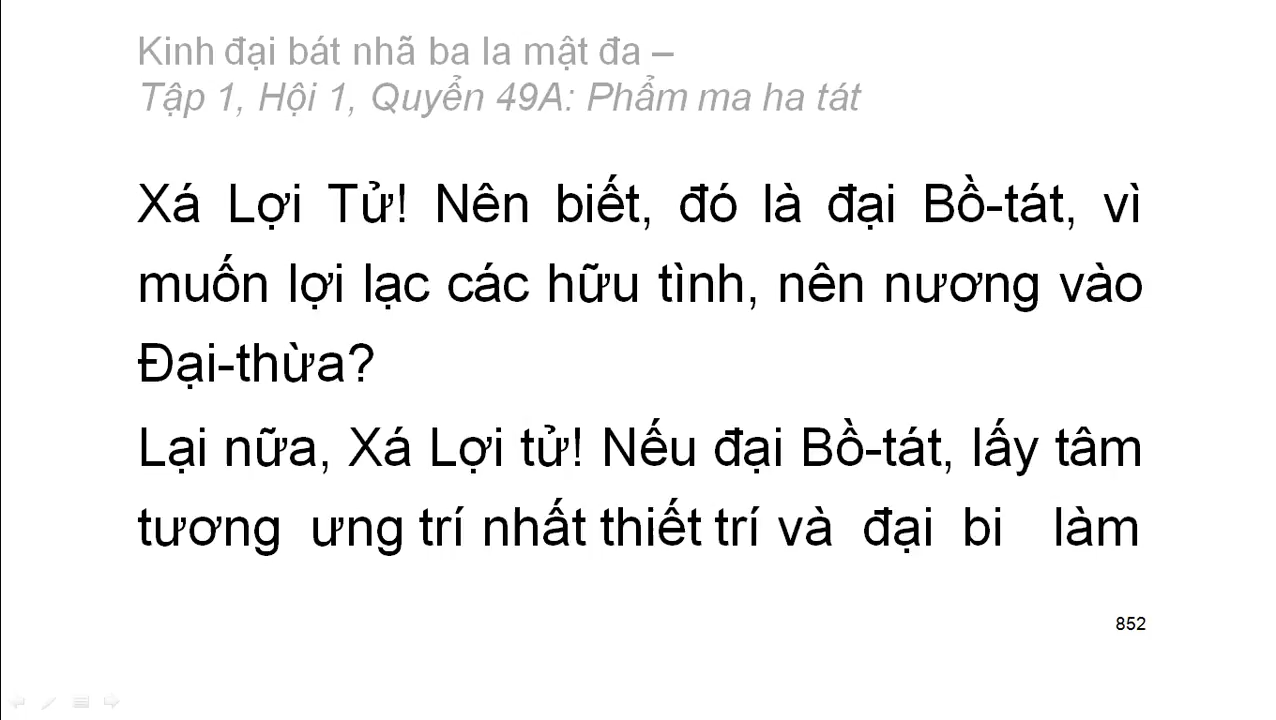 Kinh đại bát nhã ba la mật đa –
Tập 1, Hội 1, Quyển 49A: Phẩm ma ha tát
Xá Lợi Tử! Nên biết, đó là đại Bồ-tát, vì
muốn lợi lạc các hữu tình, nên nương vào
Đại-thừa?
Lại nữa, Xá Lợi tử! Nếu đại Bồ-tát, lấy tâm
tương ưng trí nhất thiết trí và đại bi làm
852